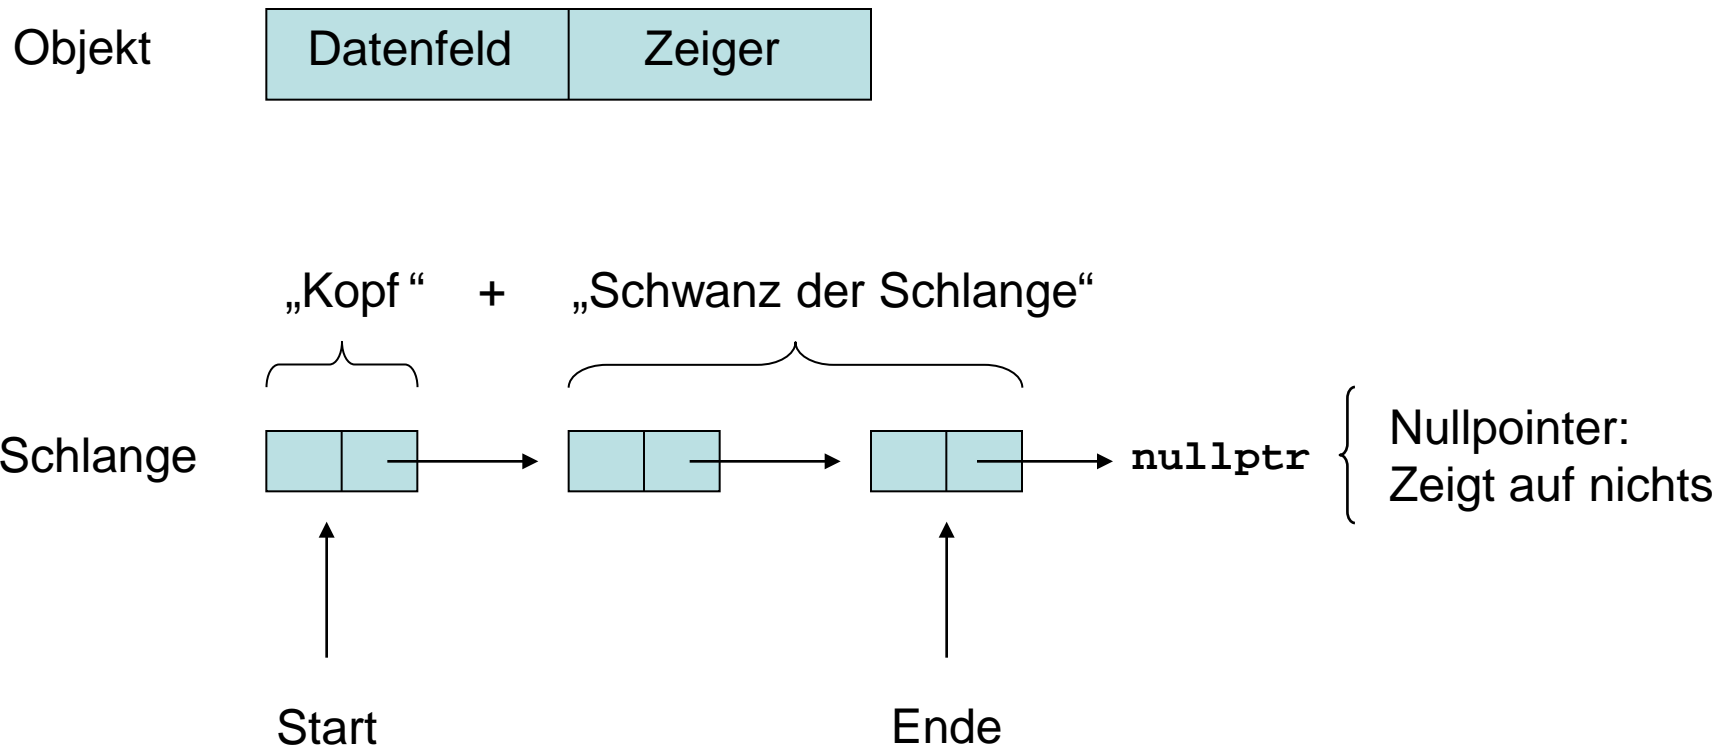 Objekt Datenfeld Zeiger
„Kopf “ + „Schwanz der Schlange“
Schlange nullptr Nullpointer:
Zeigt auf nichts
Start Ende